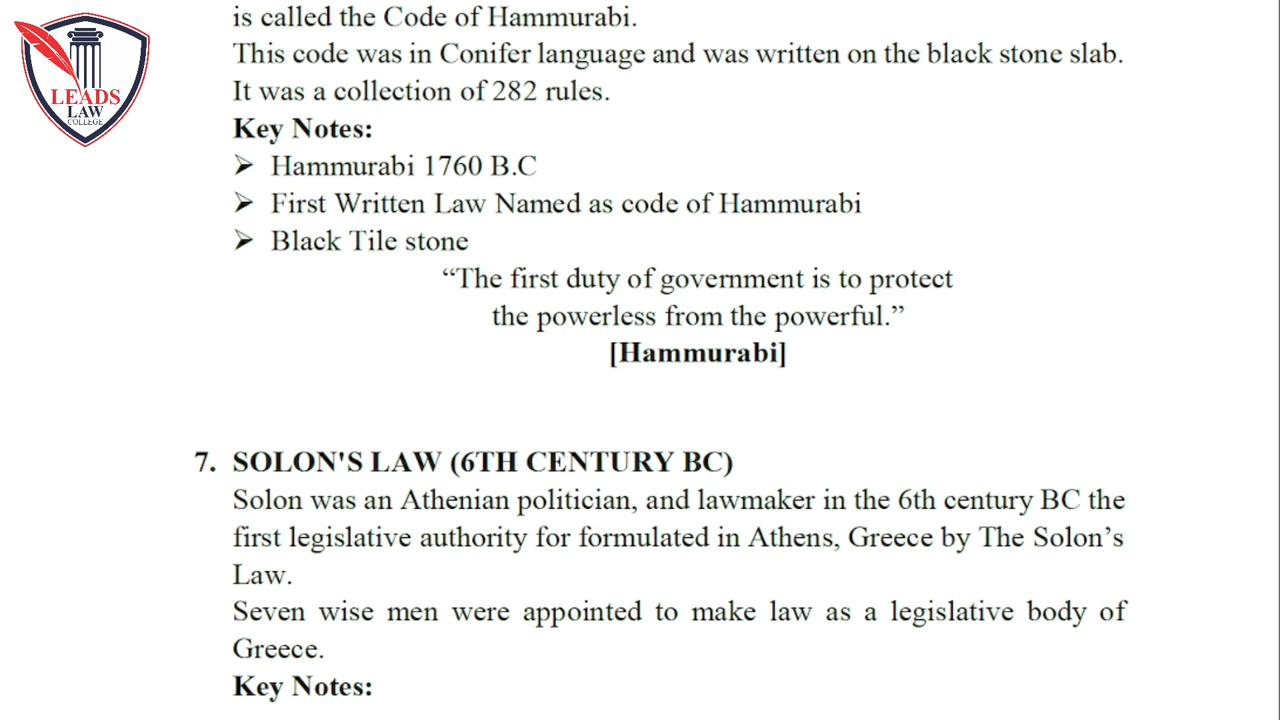 LEADS
LAW
COLLEGE
is called the Code of Hammurabi.
This code was in Conifer language and was written on the black stone slab.
It was a collection of 282 rules.
Key Notes:
➢ Hammurabi 1760 B.C
➢ First Written Law Named as code of Hammurabi
➢ Black Tile stone
“The first duty of government is to protect
the powerless from the powerful.”
[Hammurabi]
7. SOLON'S LAW (6TH CENTURY BC)
Solon was an Athenian politician, and lawmaker in the 6th century BC the
first legislative authority for formulated in Athens, Greece by The Solon’s
Law.
Seven wise men were appointed to make law as a legislative body of
Greece.
Key Notes: